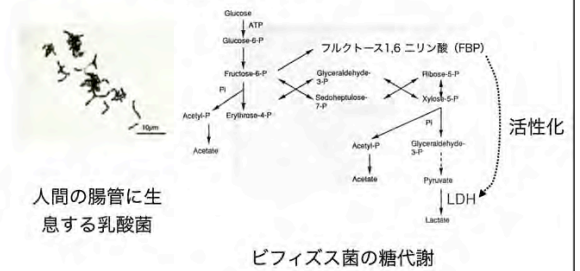 Glucose
ATP
Glucose-6-P
Fructose-6-P
フルクトース1,6 ニリン酸（FBP）
Glyceraldehyde-
3-P
Ribose-5-P
Pi
Sedoheptulose-
7-P
Xylose-5-P
Acetyl-P
Erythrose-4-P
Pi
活性化
10μm
Acetate
Acetyl-P
Glyceraldehyde-
3-P
Acetate
Pyruvate
LDH
Lactate
人間の腸管に生
息する乳酸菌
ビフィズス菌の糖代謝